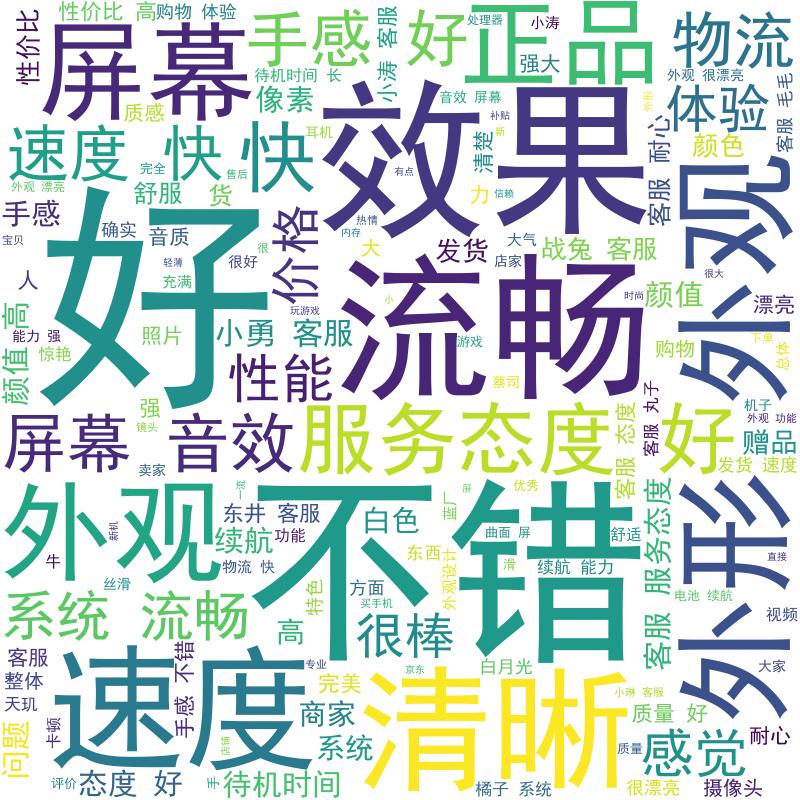 性价比 高
购物 体验
处理器
小涛
性价比
屏幕
手感
小涛 客服
好
正品
强大
物流
待机时间 长
像素
质感
音效 屏幕
补贴
外形
外观 很漂亮
体验
毛毛
客服
速度 快
快
耳机
效果
清楚
新
客服 耐心
颜色
完全
售后
有点
外观 漂亮
舒服
货
力
信赖
外观
手感
好
确实
音质
价格
热情
内存
宝贝
很
大
发货
大气
店家
战兔 客服
人
轻薄
很好
充满
流畅
很大
颜值 高
玩游戏
小
时尚
颜值
漂亮
能力 强
惊艳
照片
小勇 客服
游戏
购物
下单
总体
性能
蔡司
强
镜头
客服 丸子
机子
屏幕
音效
服务态度
客服 态度
好
外观 功能
赠品
卖家
发货 速度
外观
一流
不错
蓝厂
优秀
屏
服务态度
外形
东井 客服
白色
曲面 屏
舒适
新机
续航
功能
东西
滑
直接
牛
物流 快
外观设计
续航 能力
丝滑
特色
方面
买手机
电池 续航
系统 流畅
高
很棒
客服
视频
客服
手感 不错
速度
专业
京东
白月光
大家
整体
完美
清晰
小琳 客服
天玑
商家
质量 好
问题
卡顿
店铺
系统
质量
感觉
耐心
评价
态度 好
手
待机时间
橘子 系统
很漂亮
摄像头